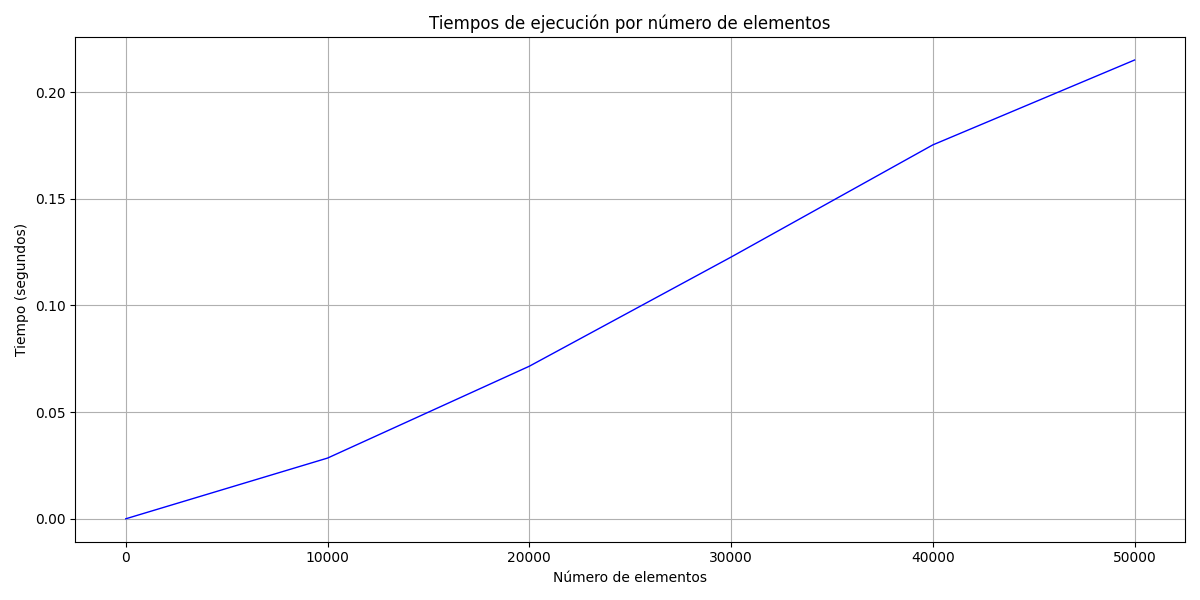 Tiempos de ejecución por número de elementos
Tiempo (segundos)
0.20
0.15
0.10
0.05
0.00
0 10000 20000 30000 40000 50000
Número de elementos